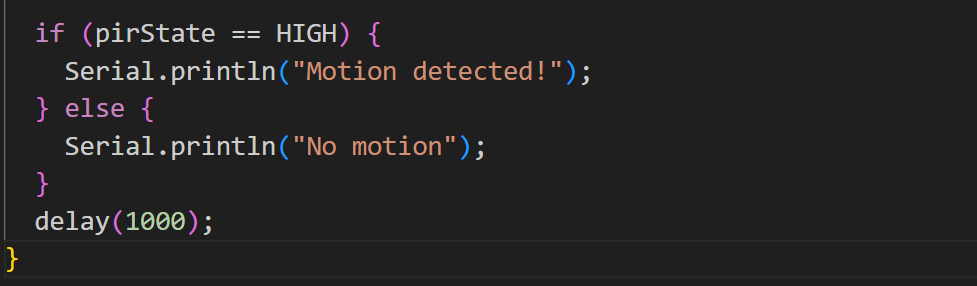 if (pirState == HIGH) {
Serial.println("Motion detected!");
} else {
Serial.println("No motion");
}
delay(1000);
}